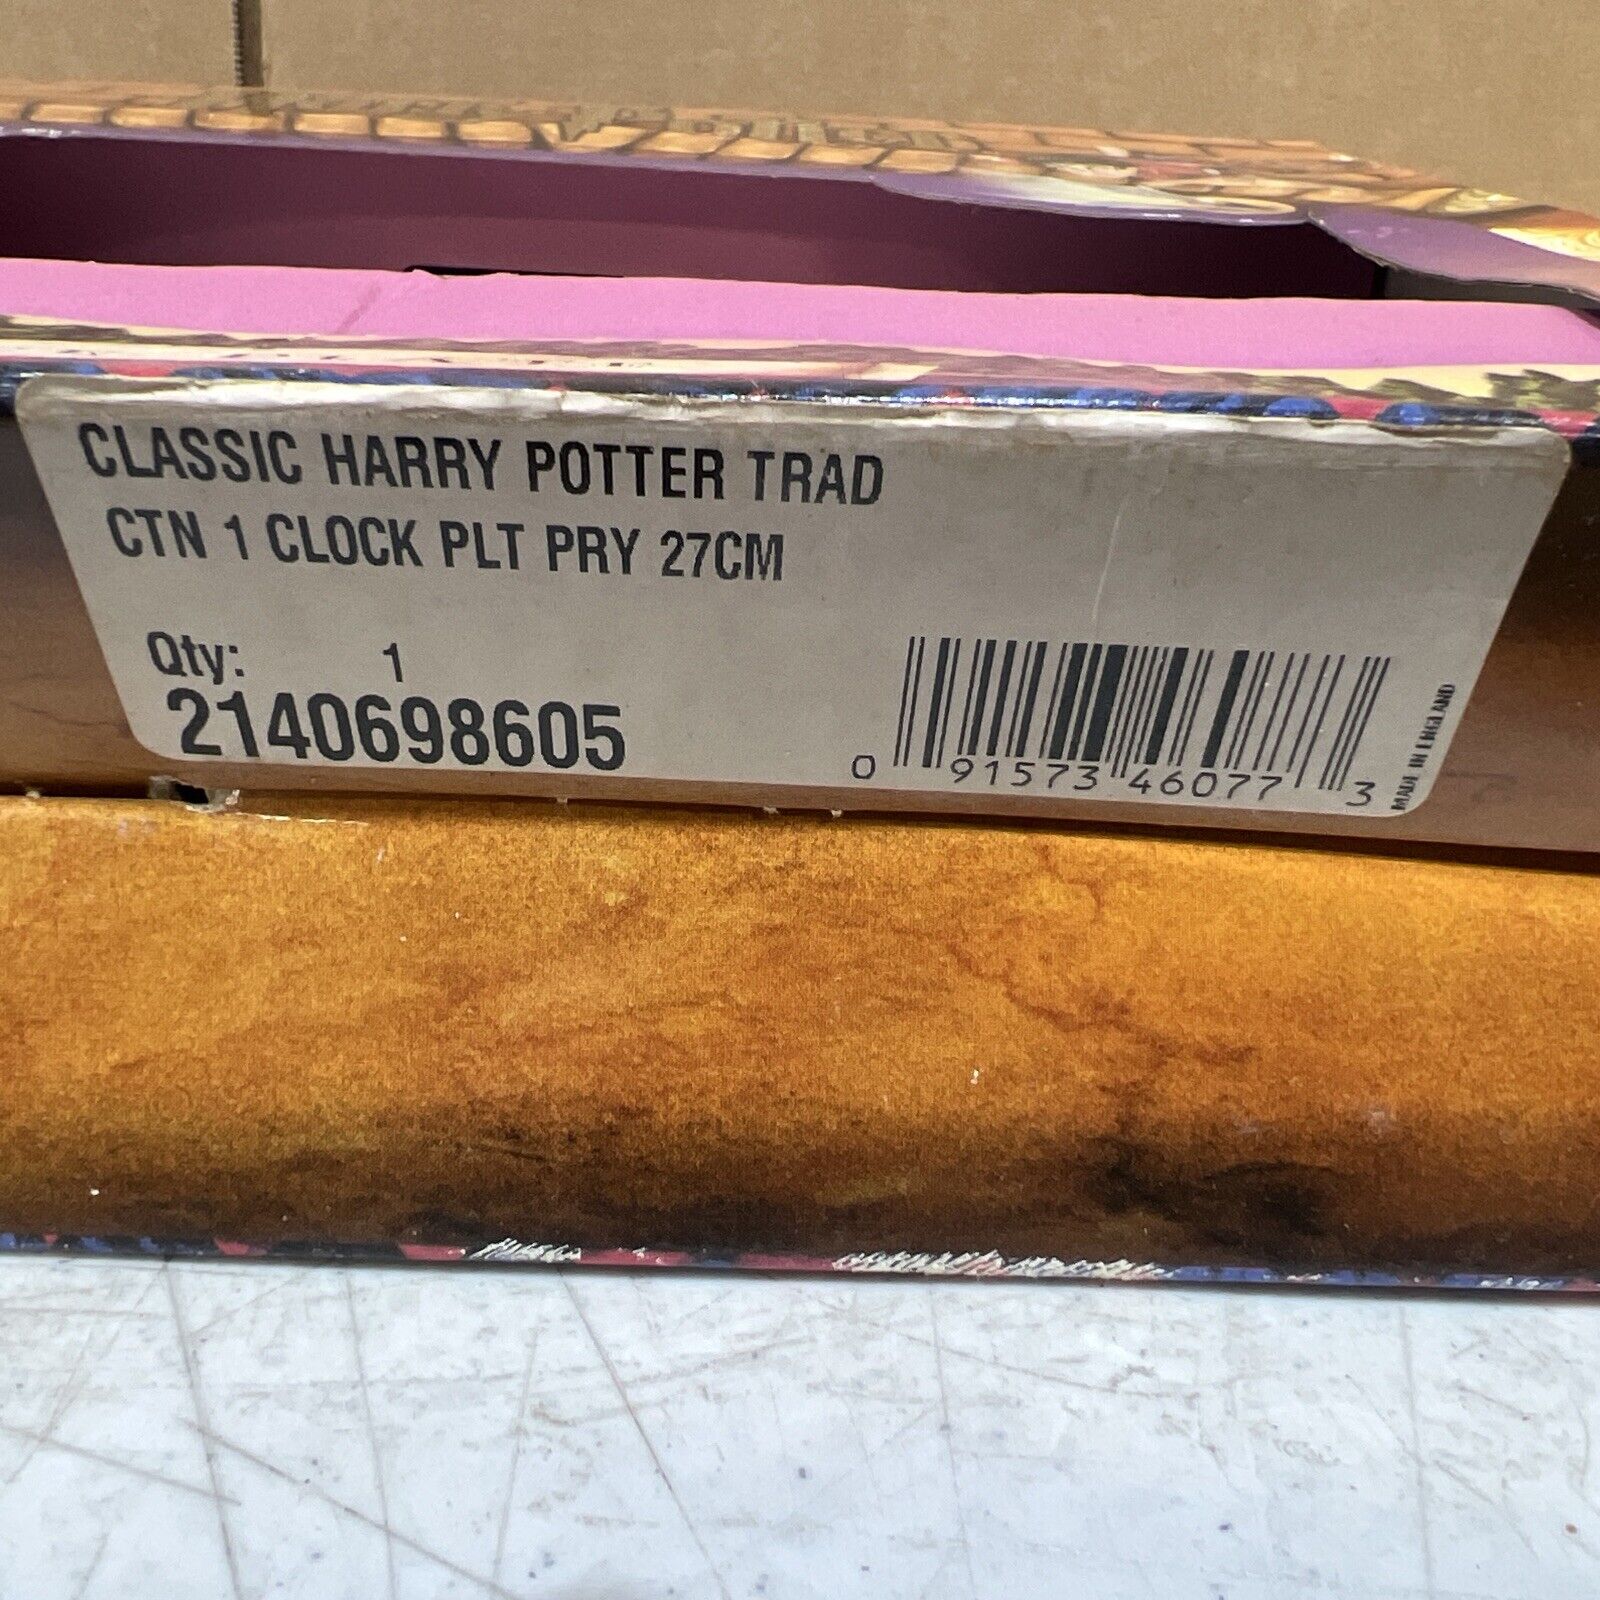 CLASSIC HARRY POTTER TRAD
CTN 1 CLOCK PLT PRY 27CM
Qty: 1
2140698605
0 91573 46077 3
MADE IN ENGLAND